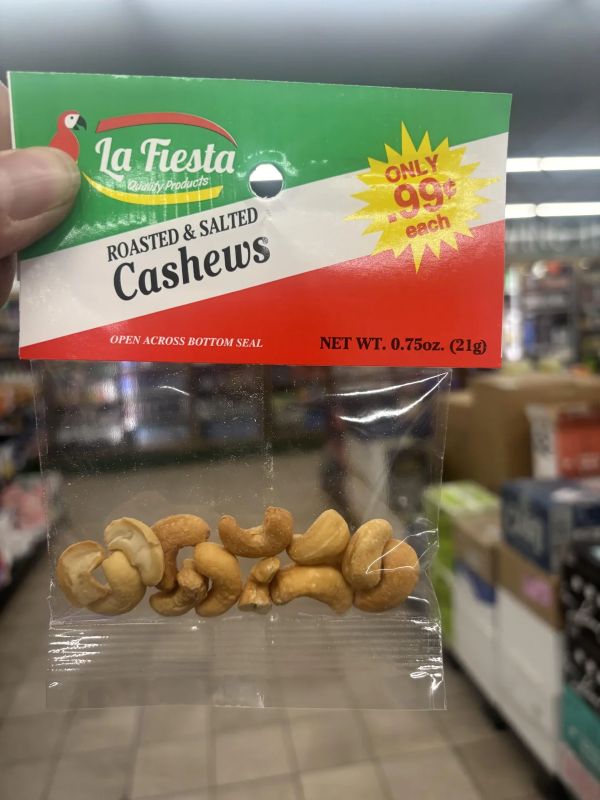 La Fiesta
Quality Products
ROASTED & SALTED
Cashews
ONLY
.99¢
each
OPEN ACROSS BOTTOM SEAL
NET WT. 0.75oz. (21g)